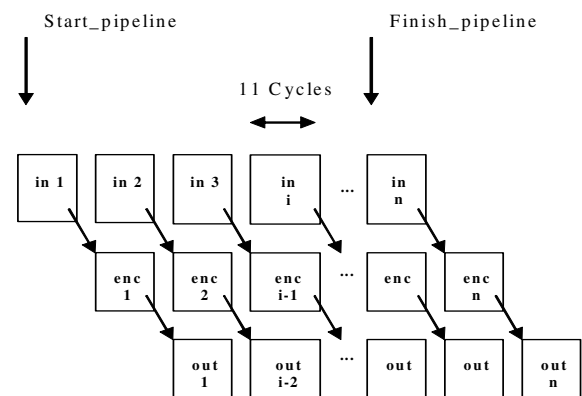 Start_pipeline
Finish_pipeline
11 Cycles
in 1
in 2
in 3
in
i
...
in
n
enc
1
enc
2
enc
i-1
...
enc
enc
n
out
1
out
i-2
...
out
out
out
n